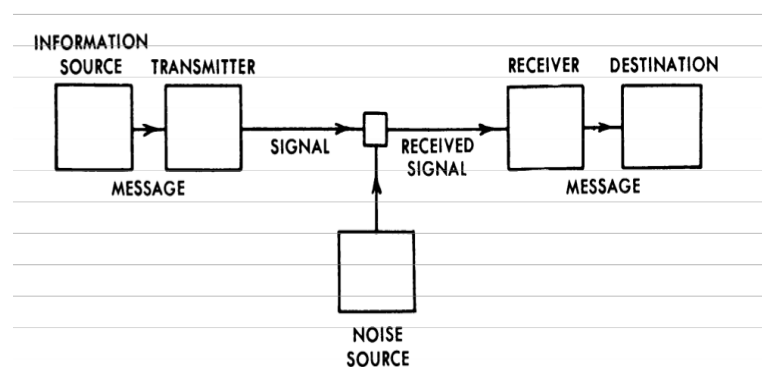 INFORMATION
SOURCE
TRANSMITTER
RECEIVER
DESTINATION
SIGNAL
RECEIVED
SIGNAL
MESSAGE
MESSAGE
NOISE
SOURCE